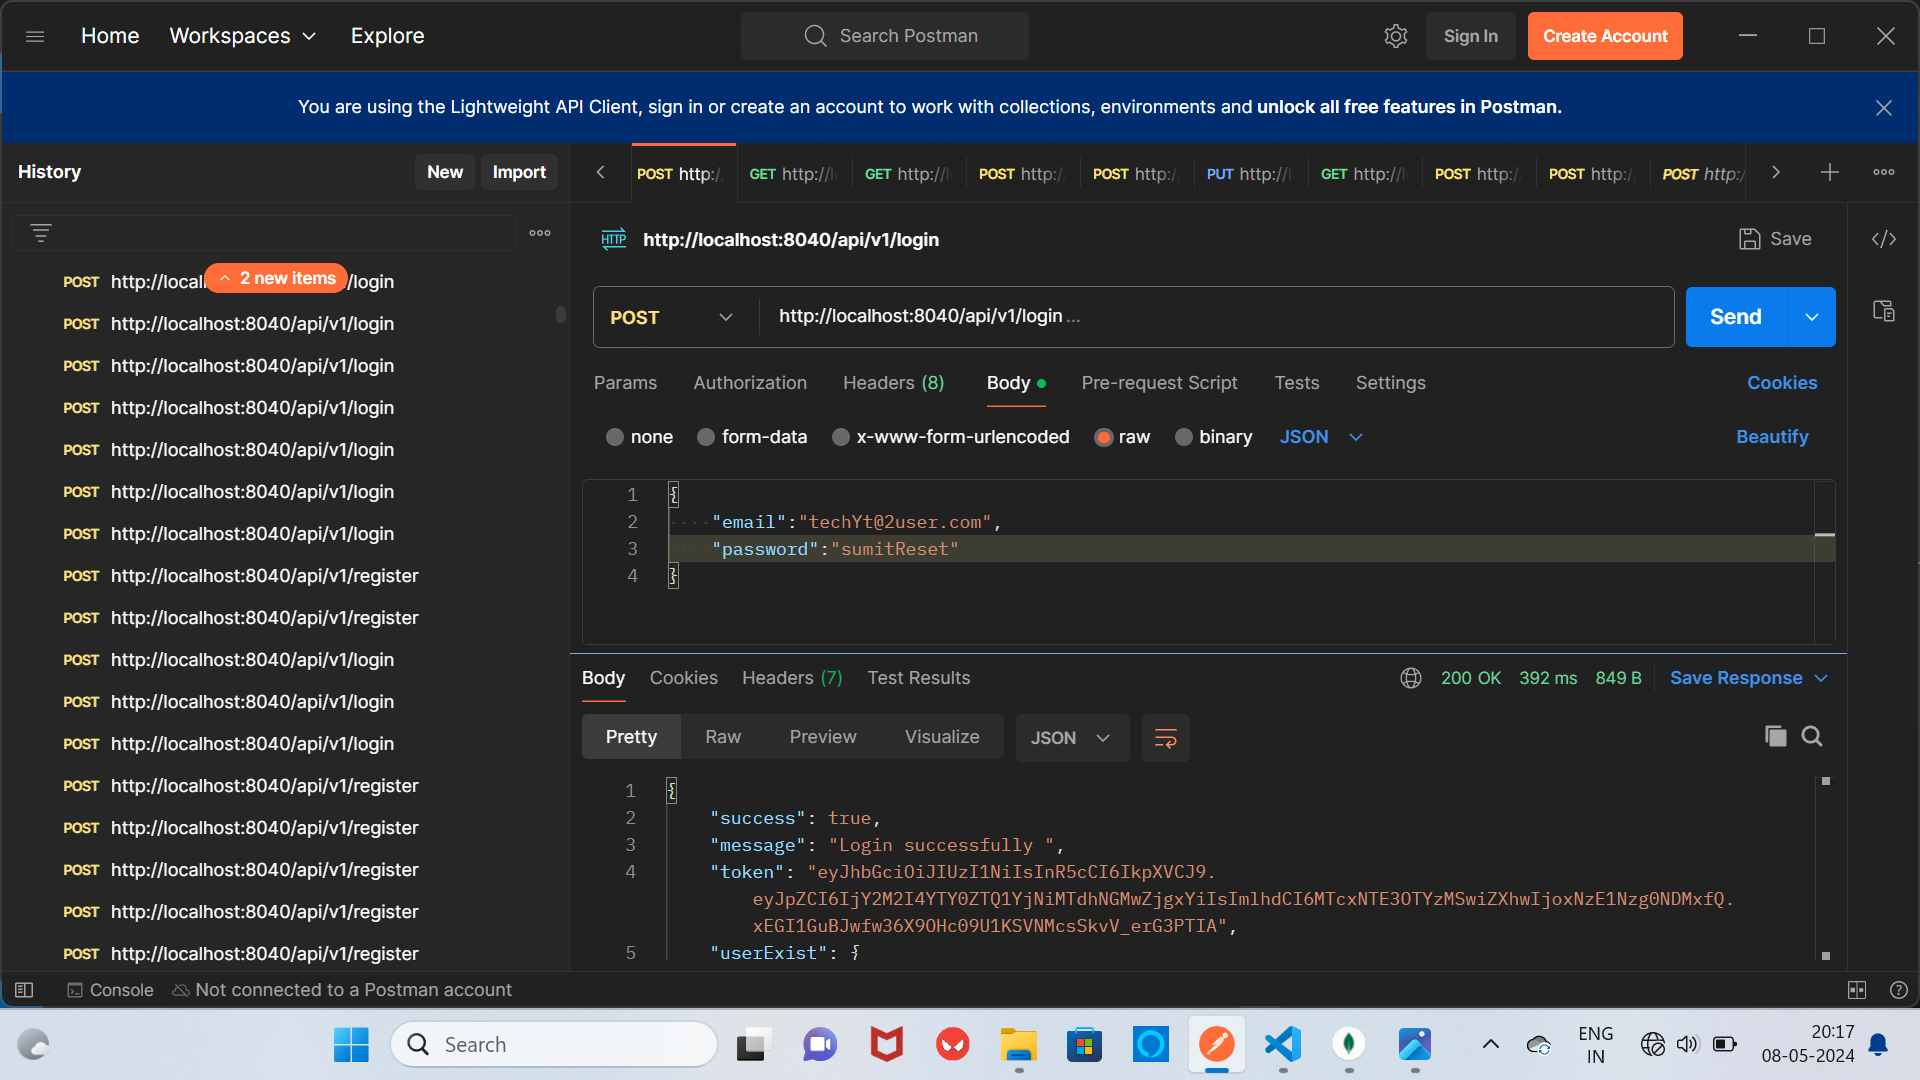 Home Workspaces Explore Search Postman Sign In Create Account
You are using the Lightweight API Client, sign in or create an account to work with collections, environments and unlock all free features in Postman.
History New Import
POST http:/ GET http://l GET http://l POST http:/ POST http:/ PUT http://l GET http://l POST http:/ POST http:/ POST http:/
HTTP http://localhost:8040/api/v1/login Save </>
POST http://local /login
2 new items
POST http://localhost:8040/api/v1/login
POST http://localhost:8040/api/v1/login
POST http://localhost:8040/api/v1/login
POST http://localhost:8040/api/v1/login
POST http://localhost:8040/api/v1/login
POST http://localhost:8040/api/v1/login
POST http://localhost:8040/api/v1/register
POST http://localhost:8040/api/v1/register
POST http://localhost:8040/api/v1/login
POST http://localhost:8040/api/v1/login
POST http://localhost:8040/api/v1/login
POST http://localhost:8040/api/v1/register
POST http://localhost:8040/api/v1/register
POST http://localhost:8040/api/v1/register
POST http://localhost:8040/api/v1/register
POST http://localhost:8040/api/v1/register
POST http://localhost:8040/api/v1/login ... Send
Params Authorization Headers (8) Body Pre-request Script Tests Settings Cookies
none form-data x-www-form-urlencoded raw binary JSON Beautify
1 {
2 "email":"techYt@2user.com",
3 "password":"sumitReset"
4 }
Body Cookies Headers (7) Test Results 200 OK 392 ms 849 B Save Response
Pretty Raw Preview Visualize JSON
1 {
2 "success": true,
3 "message": "Login successfully ",
4 "token": "eyJhbGciOiJIUzI1NiIsInR5cCI6IkpXVCJ9.
eyJpZCI6IjY2M2I4YTY0ZTQ1YjNiMTdhNGMwZjgxYiIsImlhdCI6MTcxNTE3OTYzMSwiZXhwIjoxNzE1Nzg0NDMxfQ.
xEGI1GuBJwfw36X9OHc09U1KSVNMcsSkvV_erG3PTIA",
5 "userExist": {
Console Not connected to a Postman account
Search ENG
IN 20:17
08-05-2024